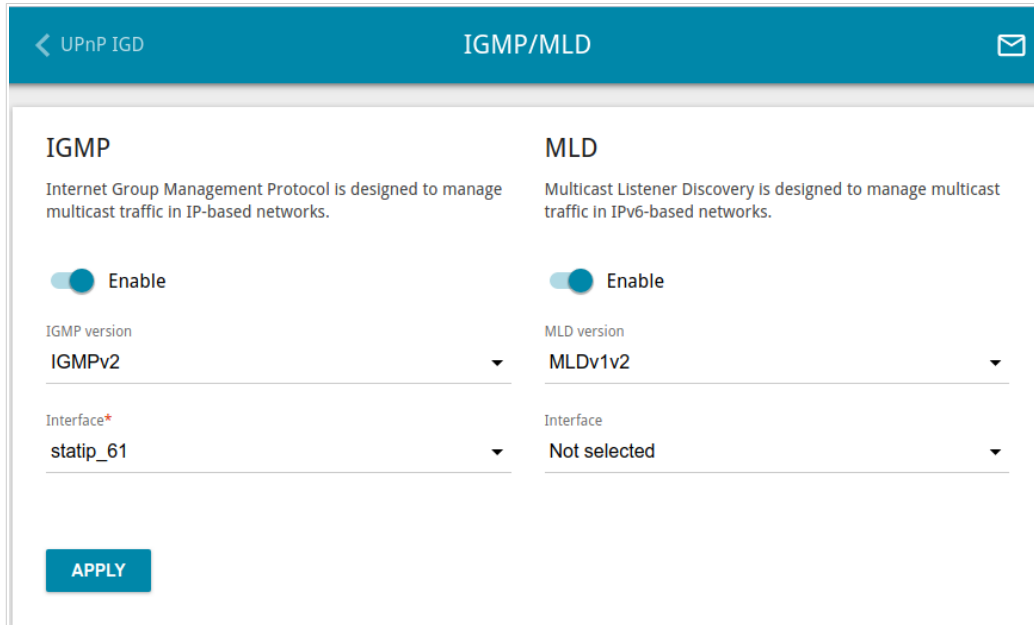 UPnP IGD
IGMP/MLD
IGMP
Internet Group Management Protocol is designed to manage
multicast traffic in IP-based networks.
Enable
IGMP version
IGMPv2
Interface*
statip_61
MLD
Multicast Listener Discovery is designed to manage multicast
traffic in IPv6-based networks.
Enable
MLD version
MLDv1v2
Interface
Not selected
APPLY